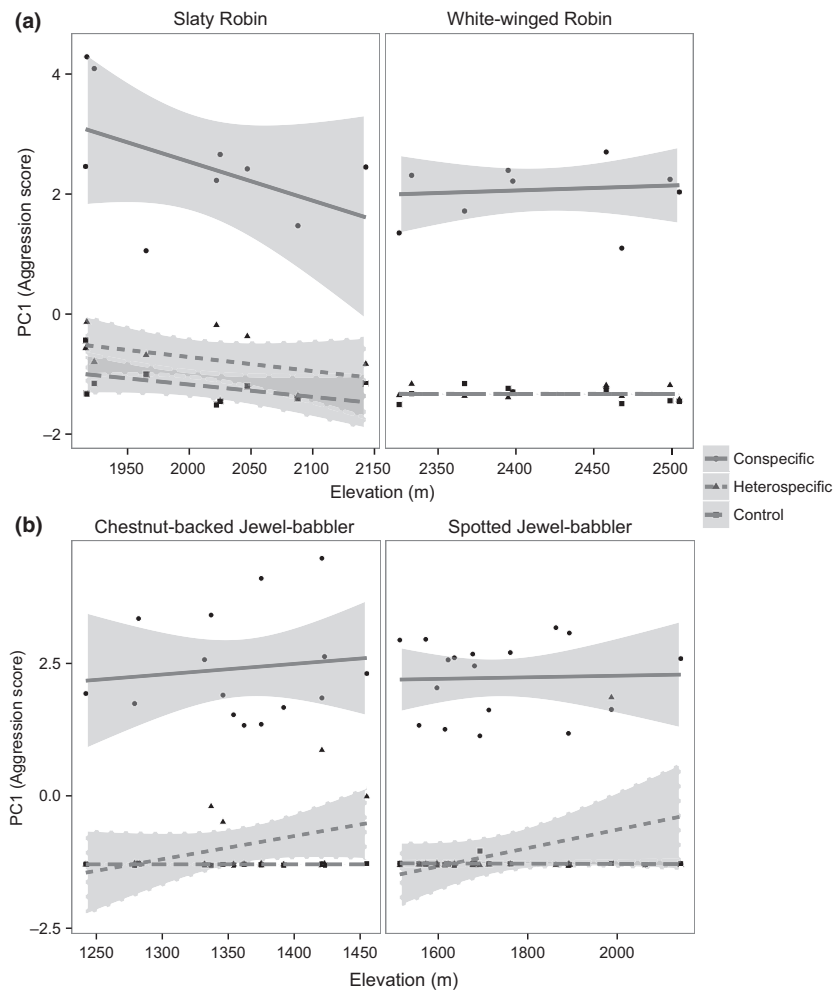 (a)
Slaty Robin
White-winged Robin
PC1 (Aggression score)
4
2
0
–2
1950 2000 2050 2100 2150
2350 2400 2450 2500
Elevation (m)
Elevation (m)
Conspecific
Heterospecific
Control
(b)
Chestnut-backed Jewel-babbler
Spotted Jewel-babbler
PC1 (Aggression score)
2.5
0.0
–2.5
1250 1300 1350 1400 1450
1600 1800 2000
Elevation (m)